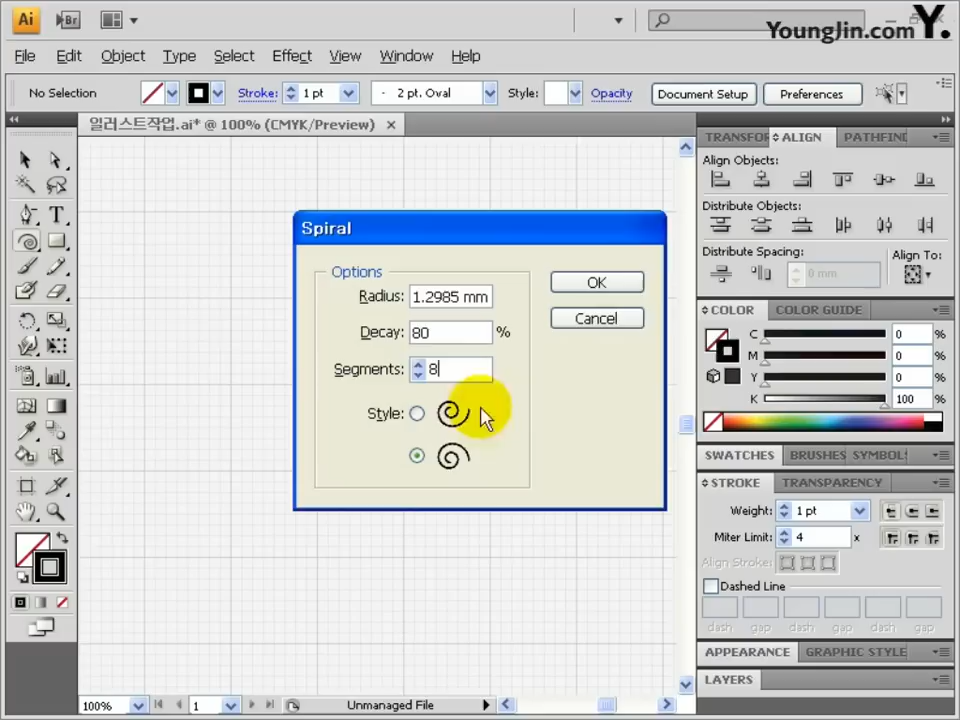 Ai Br YoungJin.com Y.
File Edit Object Type Select Effect View Window Help
No Selection Stroke: 1 pt 2 pt. Oval Style: Opacity Document Setup Preferences
일러스트작업.ai* @ 100% (CMYK/Preview) TRANSFOR ALIGN PATHFIND
Align Objects:
Distribute Objects:
Distribute Spacing: Align To:
0 mm
Spiral
Options
Radius: 1.2985 mm
Decay: 80 %
Segments: 8
Style:
OK
Cancel
COLOR COLOR GUIDE
C 0 %
M 0 %
Y 0 %
K 100 %
SWATCHES BRUSHES SYMBOL
STROKE TRANSPARENCY
Weight: 1 pt
Miter Limit: 4 x
Align Stroke:
Dashed Line
dash gap dash gap dash gap
APPEARANCE GRAPHIC STYLE
LAYERS
100% 1 Unmanaged File